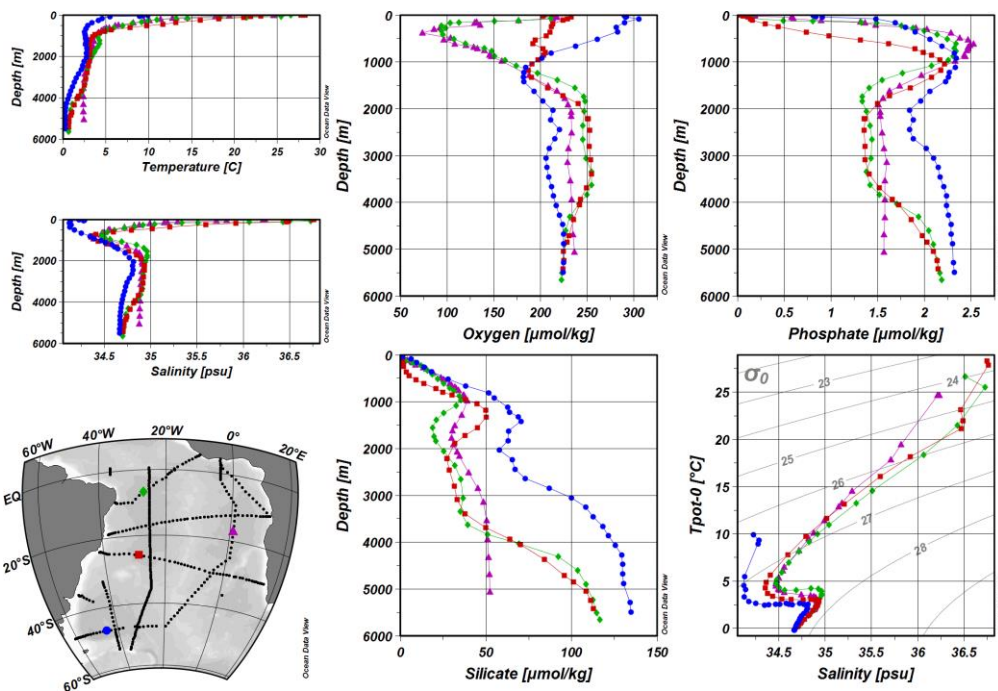 0
2000
4000
6000
Depth [m]
0 5 10 15 20 25 30
Temperature [C]
Ocean Data View
0
2000
4000
6000
Depth [m]
34.5 35 35.5 36 36.5
Salinity [psu]
Ocean Data View
60°W 40°W 20°W 0° 20°E
EQ
20°S
40°S
60°S
Ocean Data View
0
1000
2000
3000
4000
5000
6000
Depth [m]
50 100 150 200 250 300
Oxygen [µmol/kg]
Ocean Data View
0
1000
2000
3000
4000
5000
6000
Depth [m]
0 0.5 1 1.5 2 2.5
Phosphate [µmol/kg]
Ocean Data View
0
1000
2000
3000
4000
5000
6000
Depth [m]
0 50 100 150
Silicate [µmol/kg]
Ocean Data View
σ0
23
24
25
26
27
28
25
20
15
10
5
0
Tpot-0 [°C]
34.5 35 35.5 36 36.5
Salinity [psu]
Ocean Data View